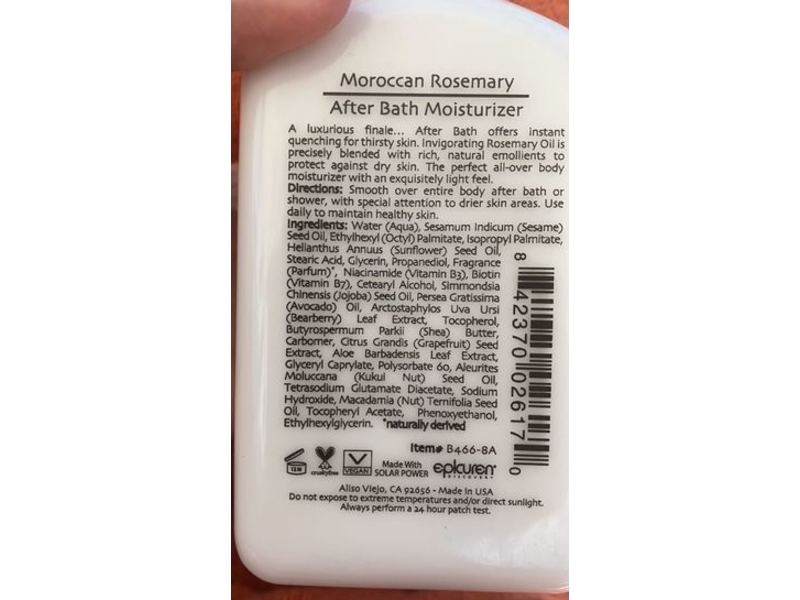 Moroccan Rosemary
After Bath Moisturizer
A luxurious finale... After Bath offers instant
quenching for thirsty skin. Invigorating Rosemary Oil is
precisely blended with rich, natural emollients to
protect against dry skin. The perfect all-over body
moisturizer with an exquisitely light feel.
Directions: Smooth over entire body after bath or
shower, with special attention to drier skin areas. Use
daily to maintain healthy skin.
Ingredients: Water (Aqua), Sesamum Indicum (Sesame)
Seed Oil, Ethylhexyl (Octyl) Palmitate, Isopropyl Palmitate,
Helianthus Annuus (Sunflower) Seed Oil,
Stearic Acid, Glycerin, Propanediol, Fragrance
(Parfum)*, Niacinamide (Vitamin B3), Biotin
(Vitamin B7), Cetearyl Alcohol, Simmondsia
Chinensis (Jojoba) Seed Oil, Persea Gratissima
(Avocado) Oil, Arctostaphylos Uva Ursi
(Bearberry) Leaf Extract, Tocopherol,
Butyrospermum Parkii (Shea) Butter,
Carbomer, Citrus Grandis (Grapefruit) Seed
Extract, Aloe Barbadensis Leaf Extract,
Glyceryl Caprylate, Polysorbate 60, Aleurites
Moluccana (Kukui Nut) Seed Oil,
Tetrasodium Glutamate Diacetate, Sodium
Hydroxide, Macadamia (Nut) Ternifolia Seed
Oil, Tocopheryl Acetate, Phenoxyethanol,
Ethylhexylglycerin. *naturally derived
8 42370 02617 0
Item# B466-8A
12M
crueltyfree
VEGAN
Made With
SOLAR POWER
epicuren
DISCOVERY
Aliso Viejo, CA 92656 - Made in USA
Do not expose to extreme temperatures and/or direct sunlight.
Always perform a 24 hour patch test.